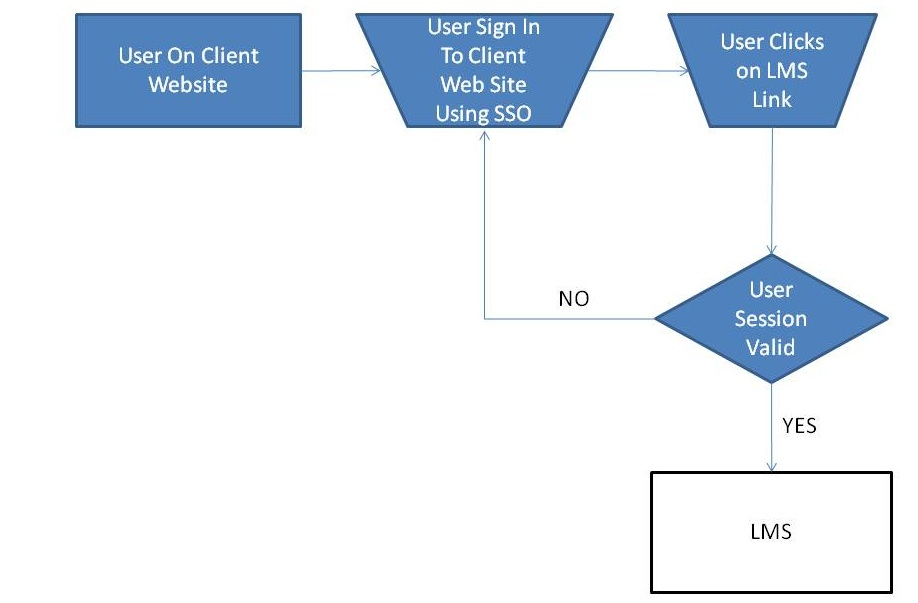 User On Client
Website
User Sign In
To Client
Web Site
Using SSO
User Clicks
on LMS
Link
User
Session
Valid
NO
YES
LMS